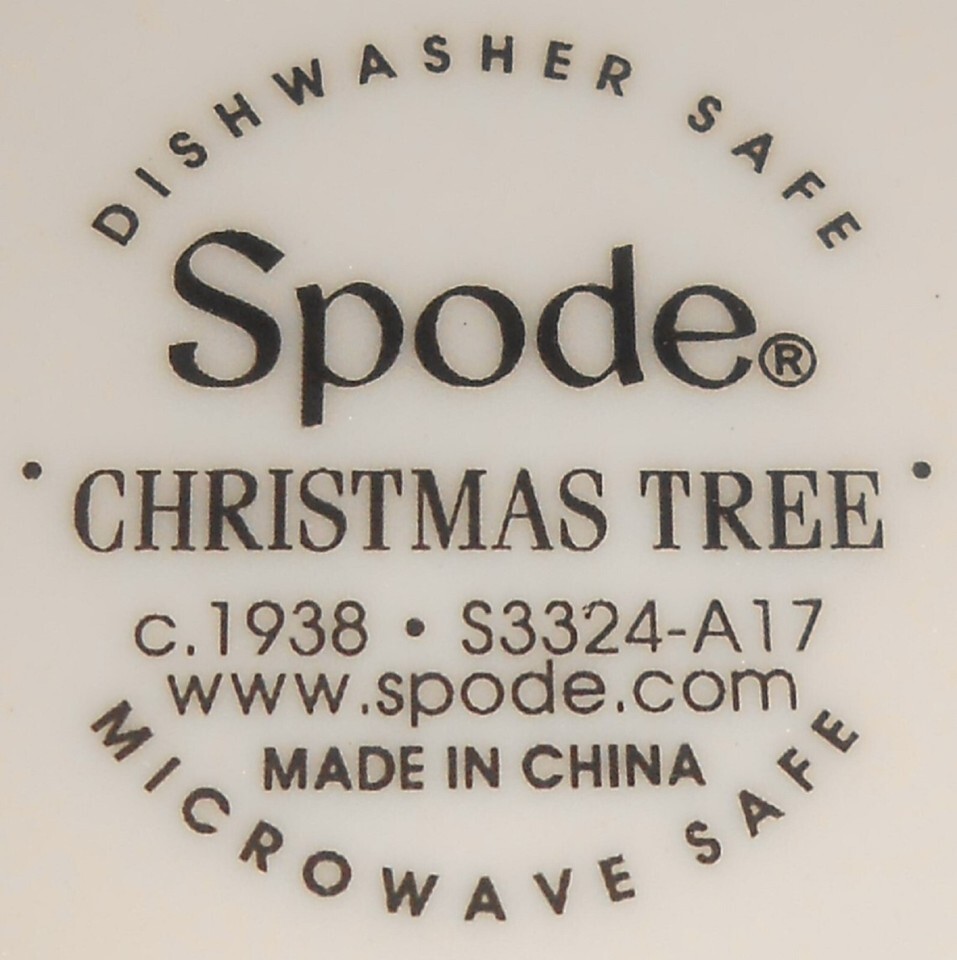 DISHWASHER SAFE
Spode®
· CHRISTMAS TREE ·
c.1938 • S3324-A17
www.spode.com
MADE IN CHINA
MICROWAVE SAFE